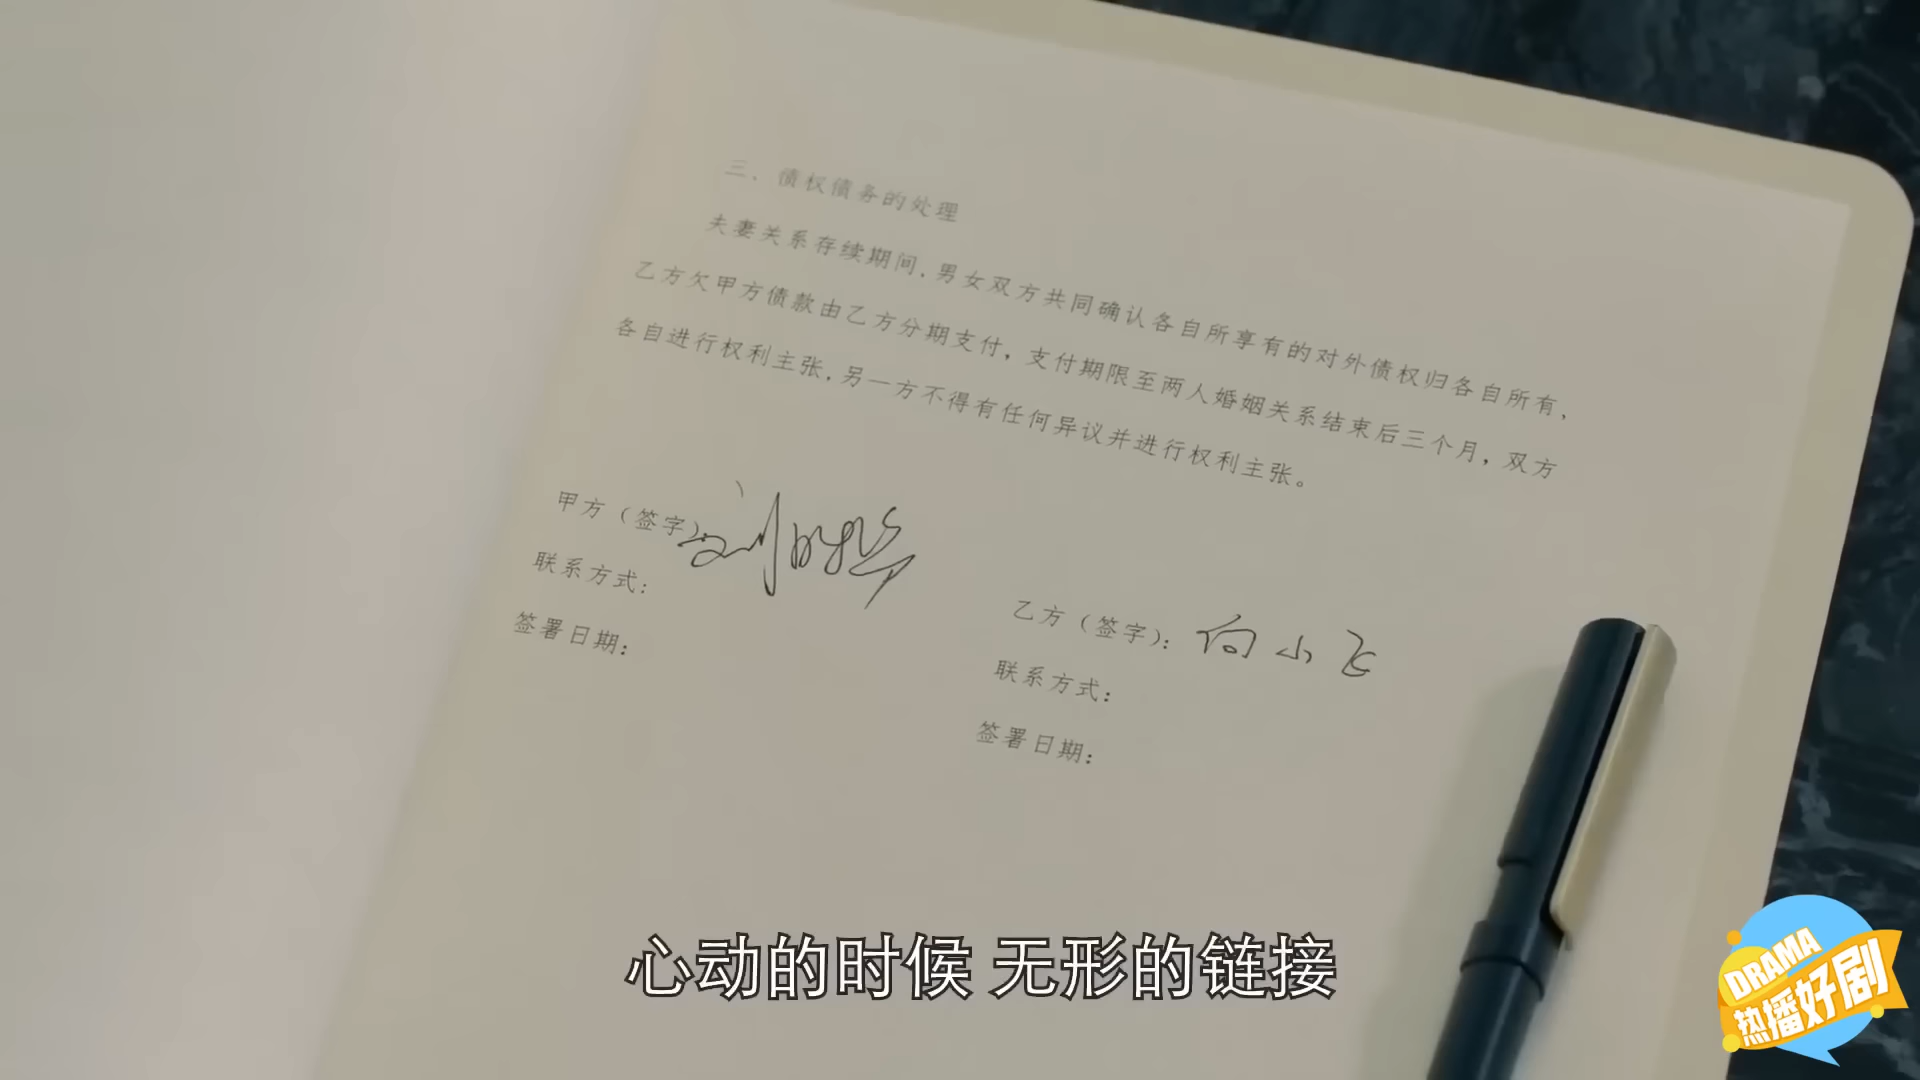 三、债权债务的处理
夫妻关系存续期间,男女双方共同确认各自所享有的对外债权归各自所有,
乙方欠甲方债款由乙方分期支付,支付期限至两人婚姻关系结束后三个月,双方
各自进行权利主张,另一方不得有任何异议并进行权利主张。
甲方(签字):刘时华
联系方式:
签署日期:
乙方(签字):向小飞
联系方式:
签署日期:
心动的时候 无形的链接
DRAMA
热播好剧